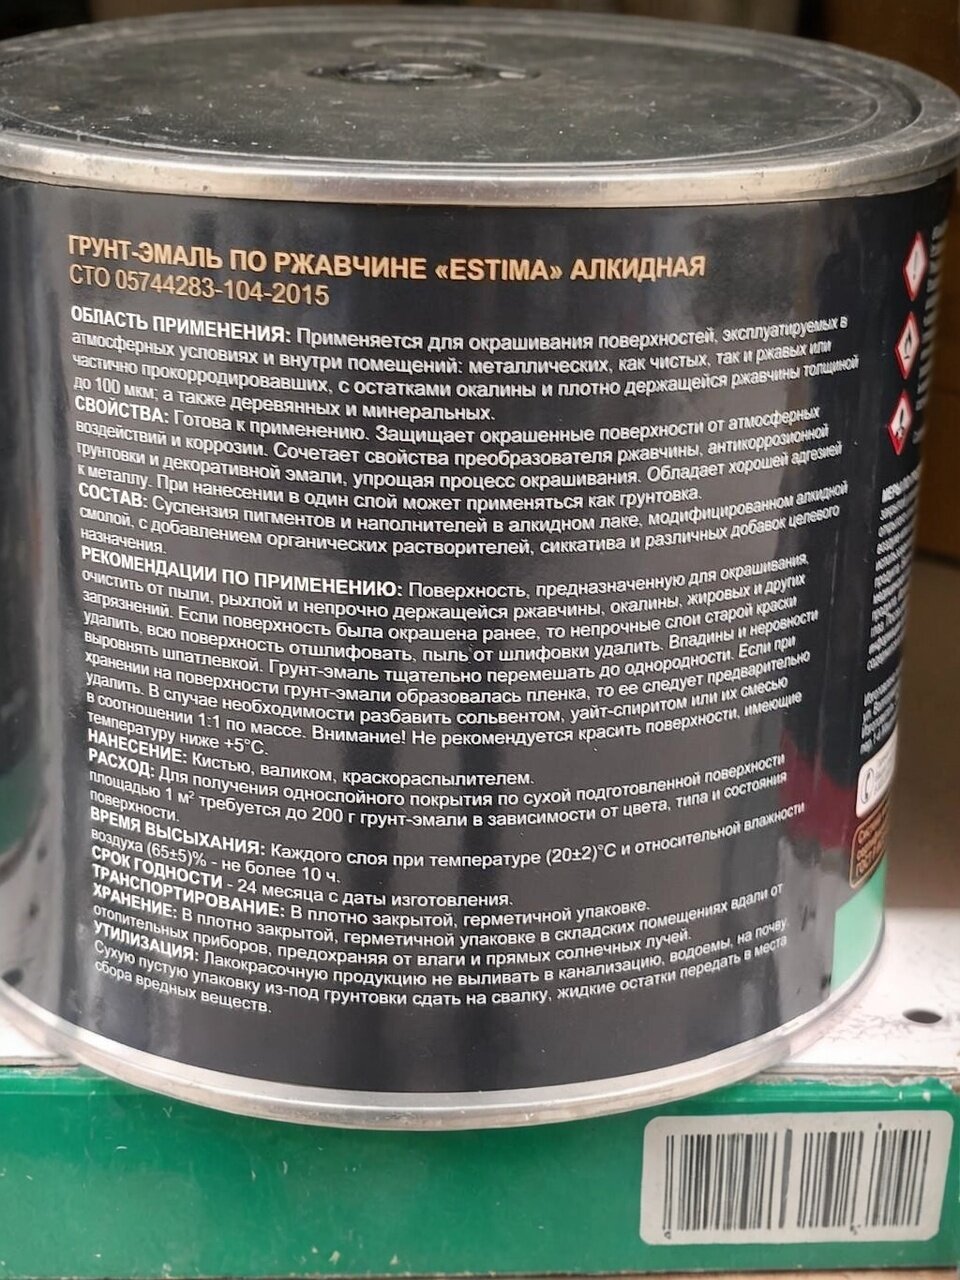 ГРУНТ-ЭМАЛЬ ПО РЖАВЧИНЕ «ESTIMA» АЛКИДНАЯ
СТО 05744283-104-2015
ОБЛАСТЬ ПРИМЕНЕНИЯ: Применяется для окрашивания поверхностей, эксплуатируемых в
атмосферных условиях и внутри помещений: металлических, как чистых, так и ржавых или
частично прокорродировавших, с остатками окалины и плотно держащейся ржавчины толщиной
до 100 мкм; а также деревянных и минеральных.
СВОЙСТВА: Готова к применению. Защищает окрашенные поверхности от атмосферных
воздействий и коррозии. Сочетает свойства преобразователя ржавчины, антикоррозионной
грунтовки и декоративной эмали, упрощая процесс окрашивания. Обладает хорошей адгезией
к металлу. При нанесении в один слой может применяться как грунтовка.
СОСТАВ: Суспензия пигментов и наполнителей в алкидном лаке, модифицированном алкидной
смолой, с добавлением органических растворителей, сиккатива и различных добавок целевого
назначения.
РЕКОМЕНДАЦИИ ПО ПРИМЕНЕНИЮ: Поверхность, предназначенную для окрашивания,
очистить от пыли, рыхлой и непрочно держащейся ржавчины, окалины, жировых и других
загрязнений. Если поверхность была окрашена ранее, то непрочные слои старой краски
удалить, всю поверхность отшлифовать, пыль от шлифовки удалить. Впадины и неровности
выровнять шпатлевкой. Грунт-эмаль тщательно перемешать до однородности. Если при
хранении на поверхности грунт-эмали образовалась пленка, то ее следует предварительно
удалить. В случае необходимости разбавить сольвентом, уайт-спиритом или их смесью
в соотношении 1:1 по массе. Внимание! Не рекомендуется красить поверхности, имеющие
температуру ниже +5°С.
НАНЕСЕНИЕ: Кистью, валиком, краскораспылителем.
РАСХОД: Для получения однослойного покрытия по сухой подготовленной поверхности
площадью 1 м² требуется до 200 г грунт-эмали в зависимости от цвета, типа и состояния
поверхности.
ВРЕМЯ ВЫСЫХАНИЯ: Каждого слоя при температуре (20±2)°С и относительной влажности
воздуха (65±5)% - не более 10 ч.
СРОК ГОДНОСТИ - 24 месяца с даты изготовления.
ТРАНСПОРТИРОВАНИЕ: В плотно закрытой, герметичной упаковке.
ХРАНЕНИЕ: В плотно закрытой, герметичной упаковке в складских помещениях вдали от
отопительных приборов, предохраняя от влаги и прямых солнечных лучей.
УТИЛИЗАЦИЯ: Лакокрасочную продукцию не выливать в канализацию, водоемы, на почву.
Сухую пустую упаковку из-под грунтовки сдать на свалку, жидкие остатки передать в места
сбора вредных веществ.